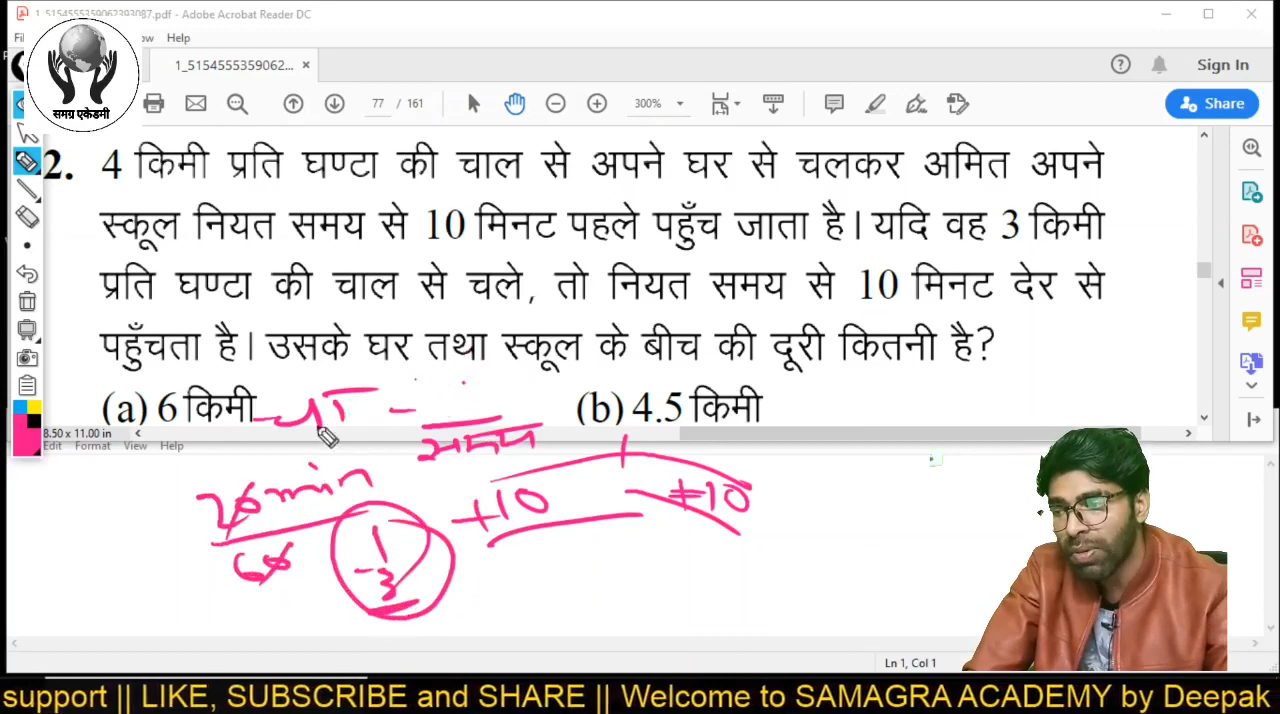 1_5154555359062393087.pdf - Adobe Acrobat Reader DC
ow Help
समग्र एकेडमी
1_5154555359062... ×
Sign In
77 / 161
300%
Share
2. 4 किमी प्रति घण्टा की चाल से अपने घर से चलकर अमित अपने
स्कूल नियत समय से 10 मिनट पहले पहुँच जाता है। यदि वह 3 किमी
प्रति घण्टा की चाल से चले, तो नियत समय से 10 मिनट देर से
पहुँचता है। उसके घर तथा स्कूल के बीच की दूरी कितनी है?
(a) 6 किमी (b) 4.5 किमी
8.50 x 11.00 in
Edit Format View Help
समय
20 min
60
1
3
+10
+10
Ln 1, Col 1
support || LIKE, SUBSCRIBE and SHARE || Welcome to SAMAGRA ACADEMY by Deepak